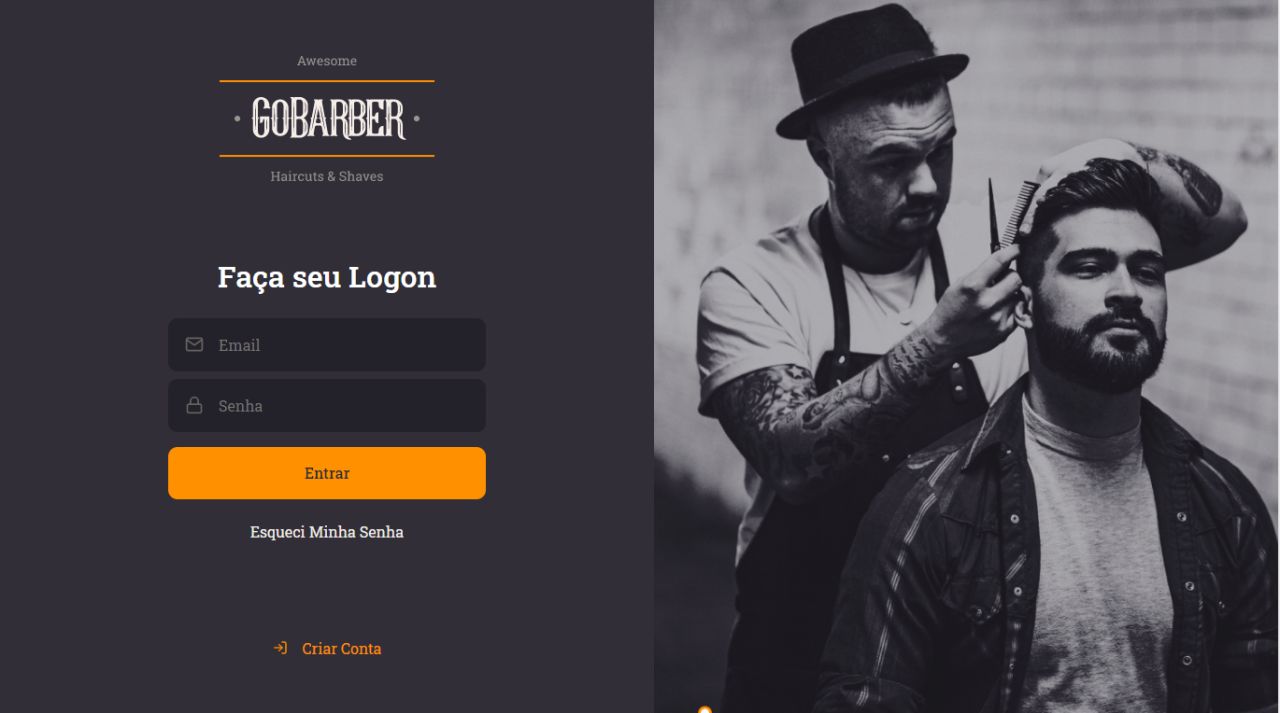 Awesome
GoBarber
Haircuts & Shaves
Faça seu Logon
Email
Senha
Entrar
Esqueci Minha Senha
Criar Conta